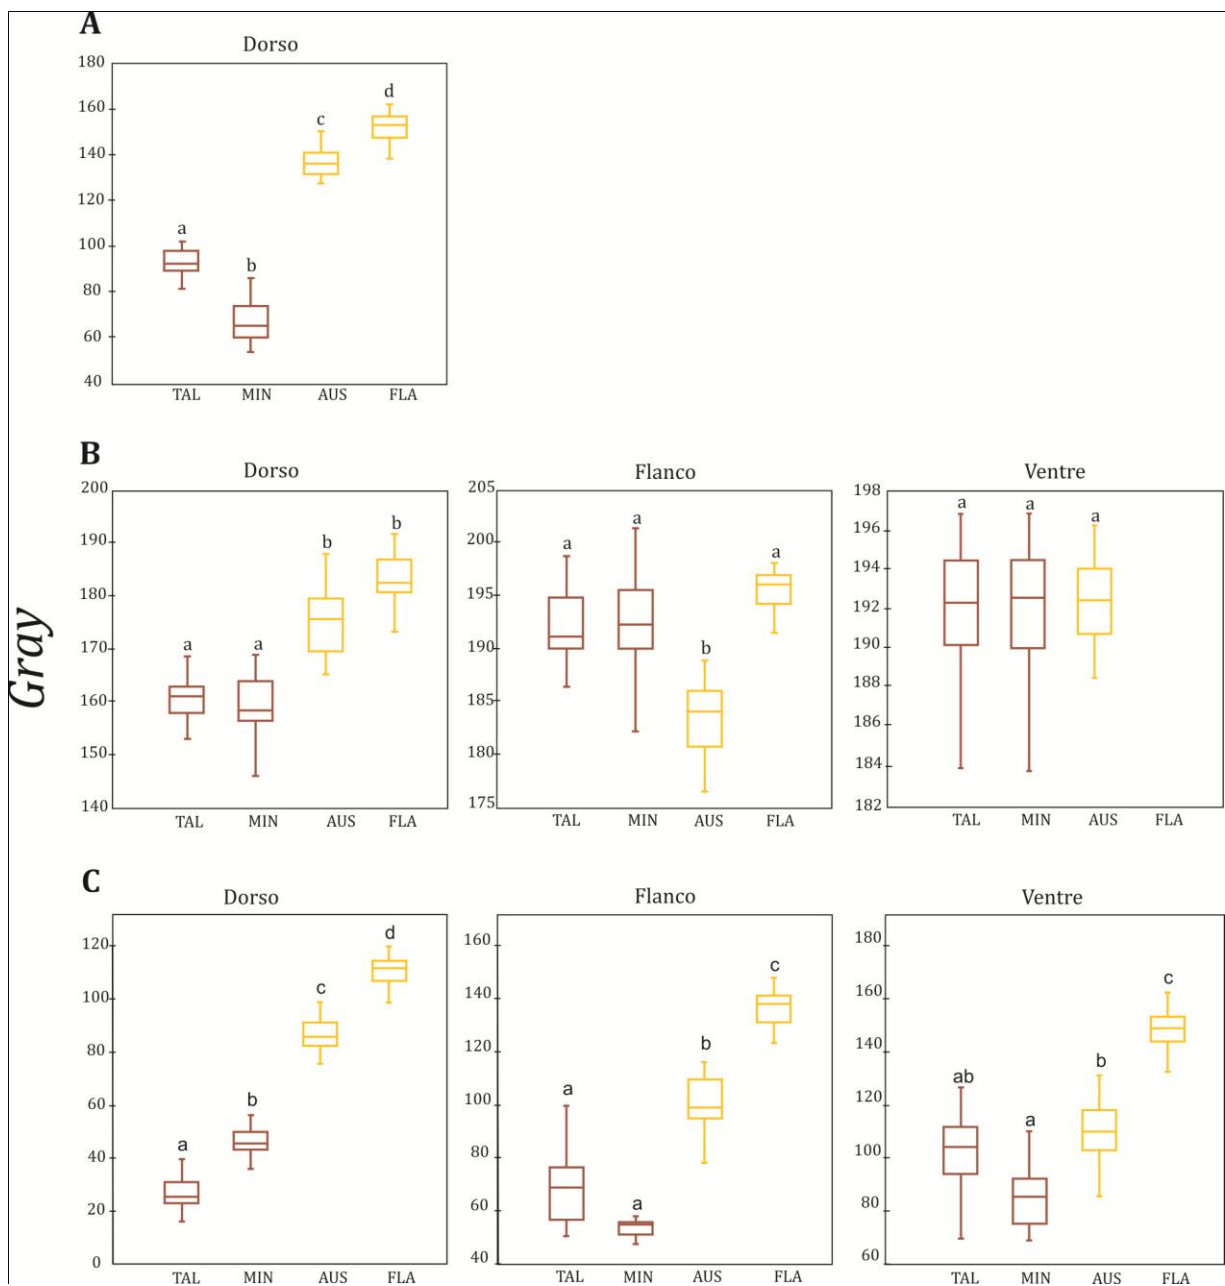 A
Dorso
180
160
140
120
100
80
60
40
a
b
c
d
TAL MIN AUS FLA
Gray
B
Dorso
200
190
180
170
160
150
140
a
a
b
b
TAL MIN AUS FLA
Flanco
205
200
195
190
185
180
175
a
a
b
a
TAL MIN AUS FLA
Ventre
198
196
194
192
190
188
186
184
182
a
a
a
TAL MIN AUS FLA
C
Dorso
120
100
80
60
40
20
0
a
b
c
d
TAL MIN AUS FLA
Flanco
160
140
120
100
80
60
40
a
a
b
c
TAL MIN AUS FLA
Ventre
180
160
140
120
100
80
60
ab
a
b
c
TAL MIN AUS FLA